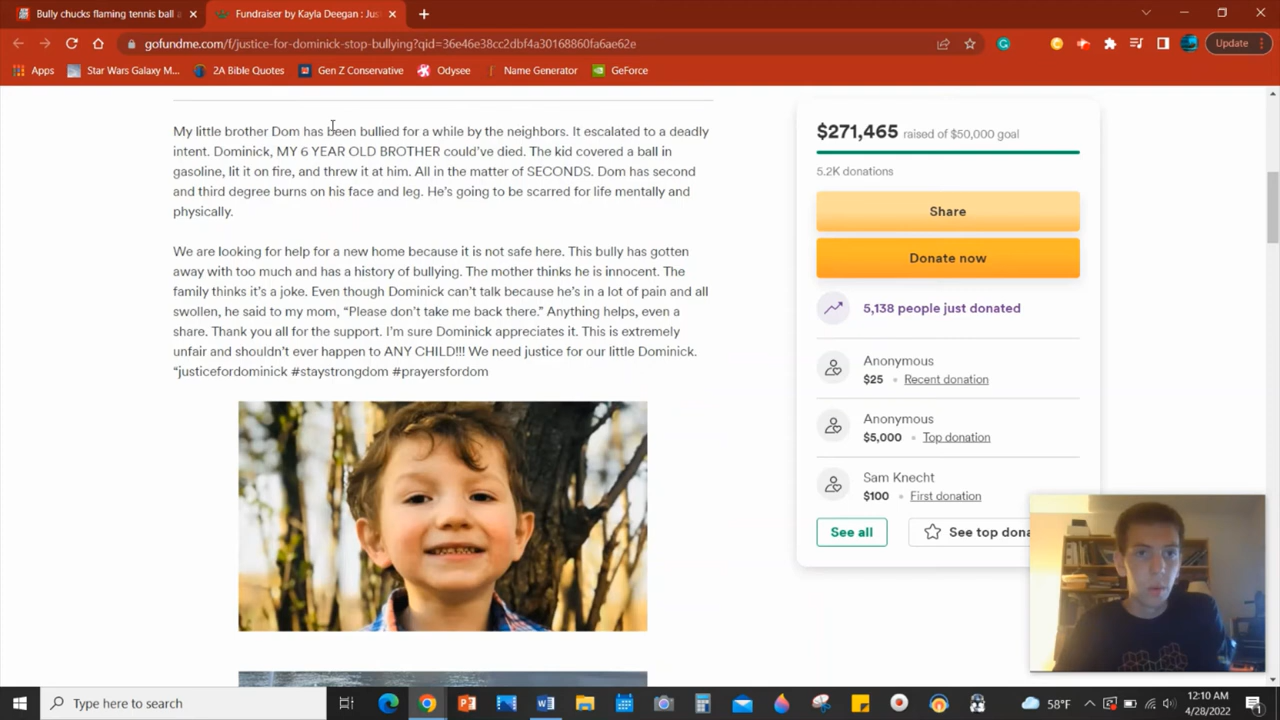 Bully chucks flaming tennis ball a
Fundraiser by Kayla Deegan : Jus
gofundme.com/f/justice-for-dominick-stop-bullying?qid=36e46e38cc2dbf4a30168860fa6ae62e
Update
Apps
Star Wars Galaxy M...
2A Bible Quotes
Gen Z Conservative
Odysee
Name Generator
GeForce
My little brother Dom has been bullied for a while by the neighbors. It escalated to a deadly
intent. Dominick, MY 6 YEAR OLD BROTHER could've died. The kid covered a ball in
gasoline, lit it on fire, and threw it at him. All in the matter of SECONDS. Dom has second
and third degree burns on his face and leg. He's going to be scarred for life mentally and
physically.
We are looking for help for a new home because it is not safe here. This bully has gotten
away with too much and has a history of bullying. The mother thinks he is innocent. The
family thinks it's a joke. Even though Dominick can't talk because he's in a lot of pain and all
swollen, he said to my mom, “Please don't take me back there.” Anything helps, even a
share. Thank you all for the support. I'm sure Dominick appreciates it. This is extremely
unfair and shouldn't ever happen to ANY CHILD!!! We need justice for our little Dominick.
“justicefordominick #staystrongdom #prayersfordom
$271,465 raised of $50,000 goal
5.2K donations
Share
Donate now
5,138 people just donated
Anonymous
$25 • Recent donation
Anonymous
$5,000 • Top donation
Sam Knecht
$100 • First donation
See all
See top dona
Type here to search
58°F
12:10 AM
4/28/2022